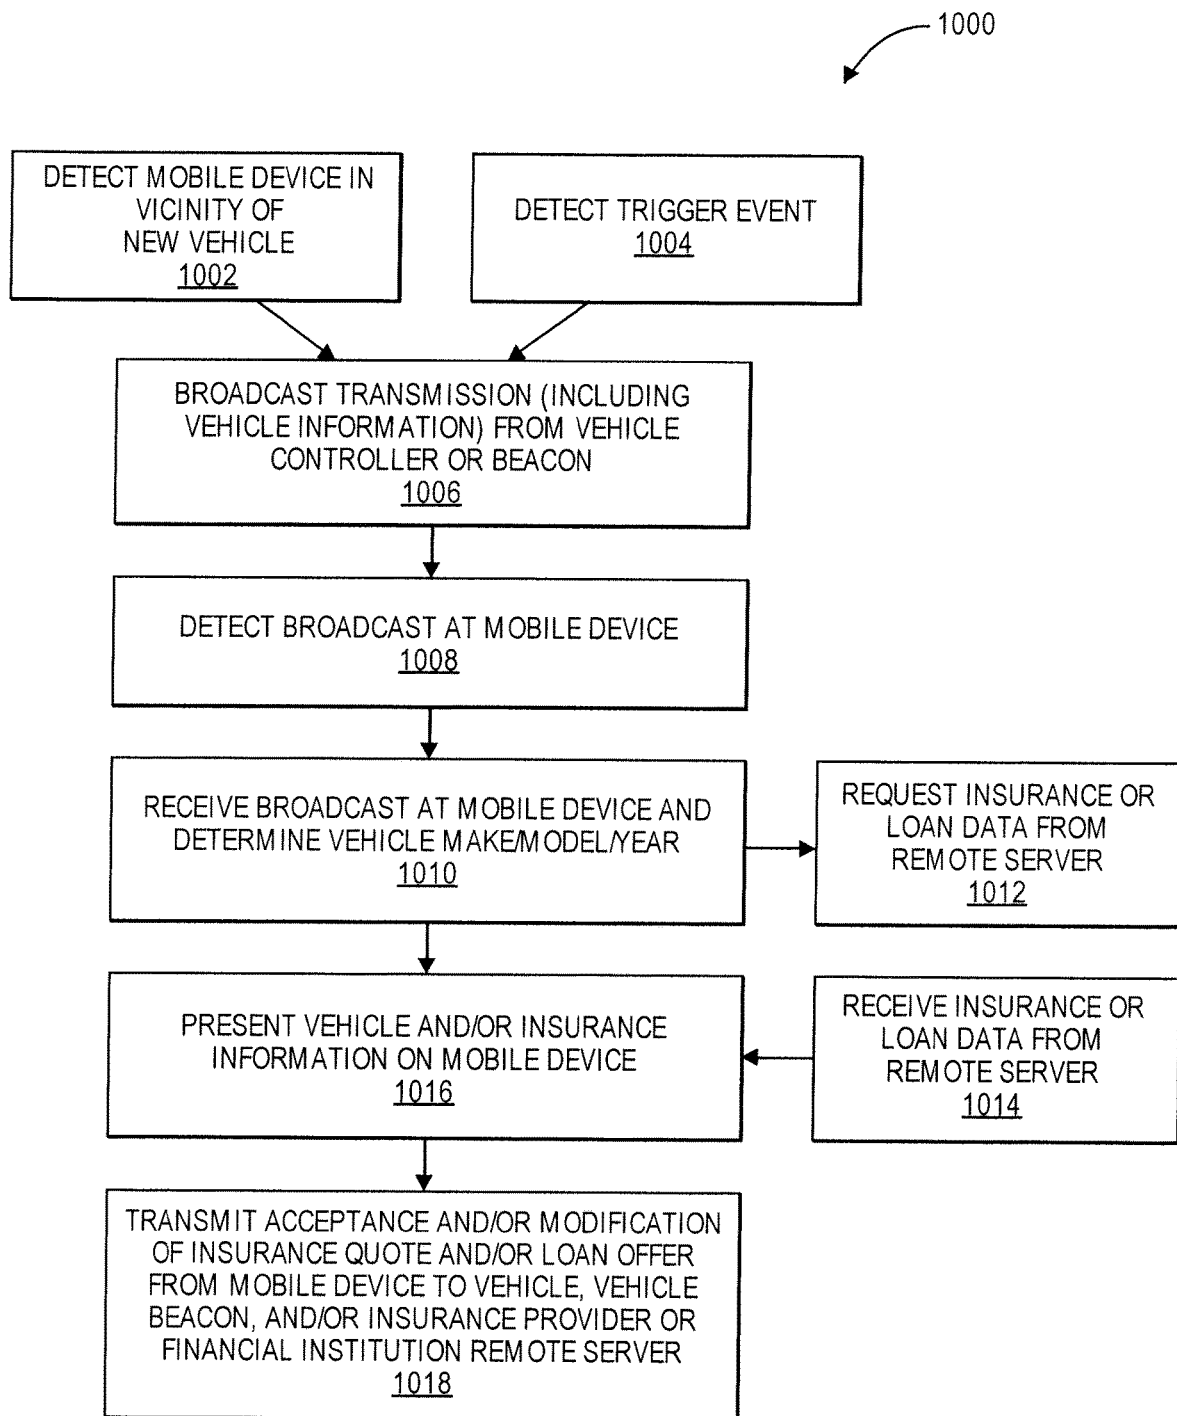 1000
DETECT MOBILE DEVICE IN
VICINITY OF
NEW VEHICLE
1002
DETECT TRIGGER EVENT
1004
BROADCAST TRANSMISSION (INCLUDING
VEHICLE INFORMATION) FROM VEHICLE
CONTROLLER OR BEACON
1006
DETECT BROADCAST AT MOBILE DEVICE
1008
RECEIVE BROADCAST AT MOBILE DEVICE AND
DETERMINE VEHICLE MAKE/MODEL/YEAR
1010
REQUEST INSURANCE OR
LOAN DATA FROM
REMOTE SERVER
1012
PRESENT VEHICLE AND/OR INSURANCE
INFORMATION ON MOBILE DEVICE
1016
RECEIVE INSURANCE OR
LOAN DATA FROM
REMOTE SERVER
1014
TRANSMIT ACCEPTANCE AND/OR MODIFICATION
OF INSURANCE QUOTE AND/OR LOAN OFFER
FROM MOBILE DEVICE TO VEHICLE, VEHICLE
BEACON, AND/OR INSURANCE PROVIDER OR
FINANCIAL INSTITUTION REMOTE SERVER
1018